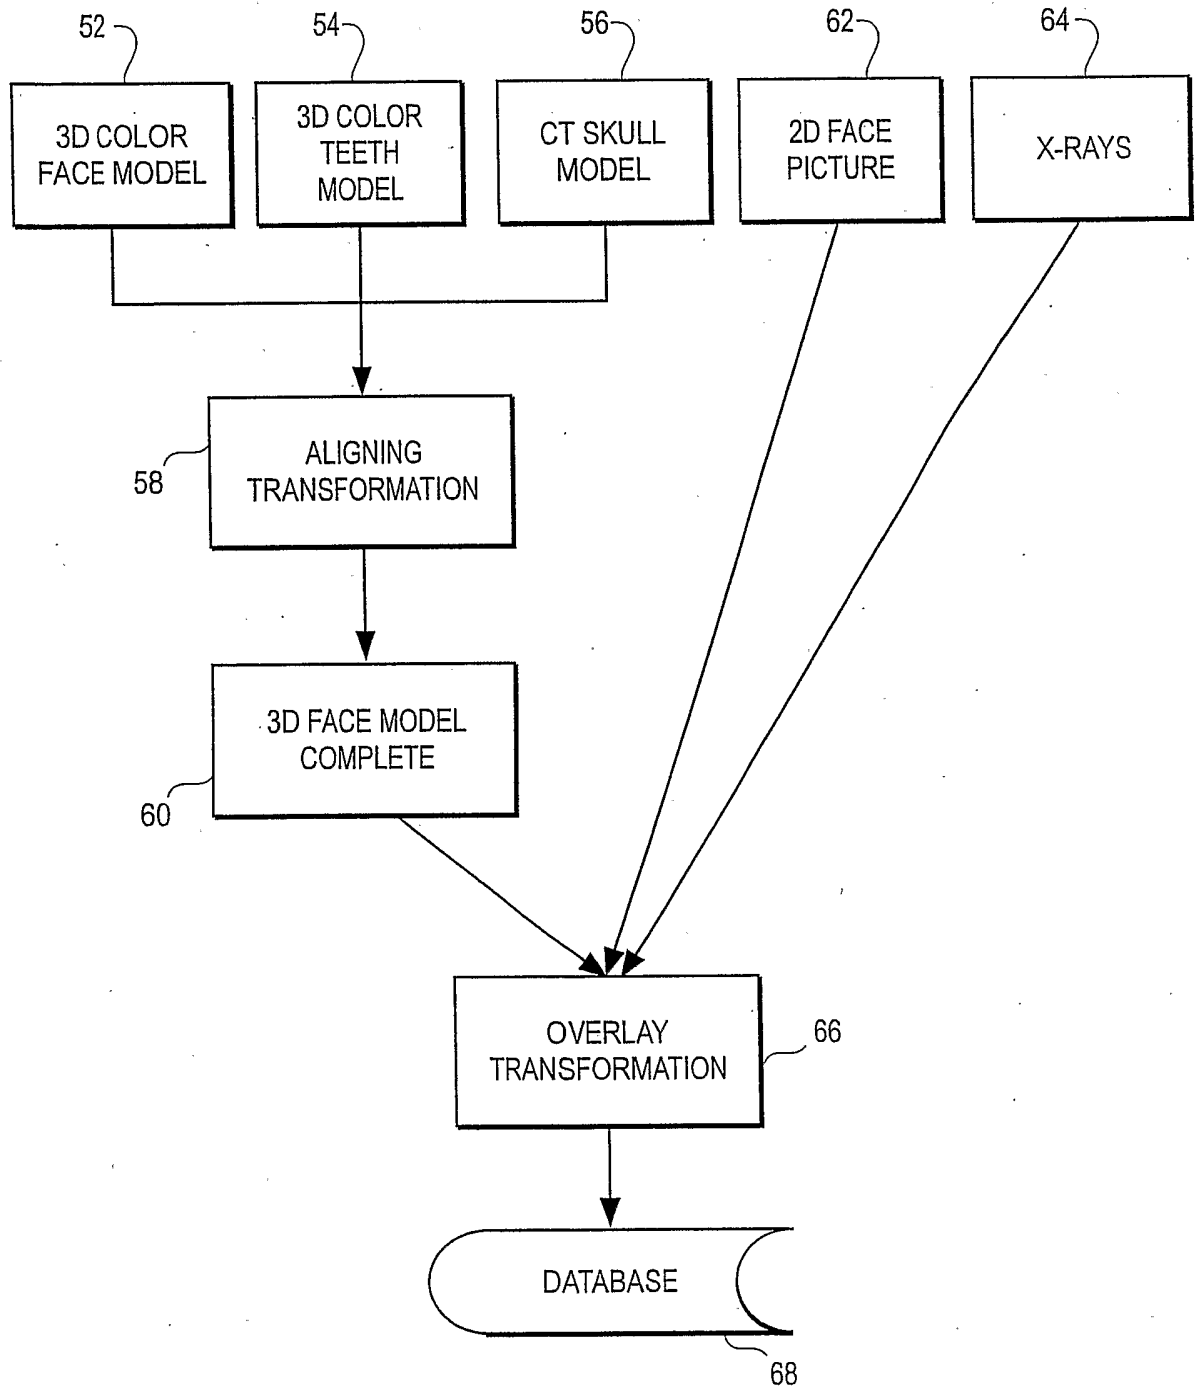 52
54
56
62
64
3D COLOR
FACE MODEL
3D COLOR
TEETH
MODEL
CT SKULL
MODEL
2D FACE
PICTURE
X-RAYS
58
ALIGNING
TRANSFORMATION
3D FACE MODEL
COMPLETE
60
OVERLAY
TRANSFORMATION
66
DATABASE
68